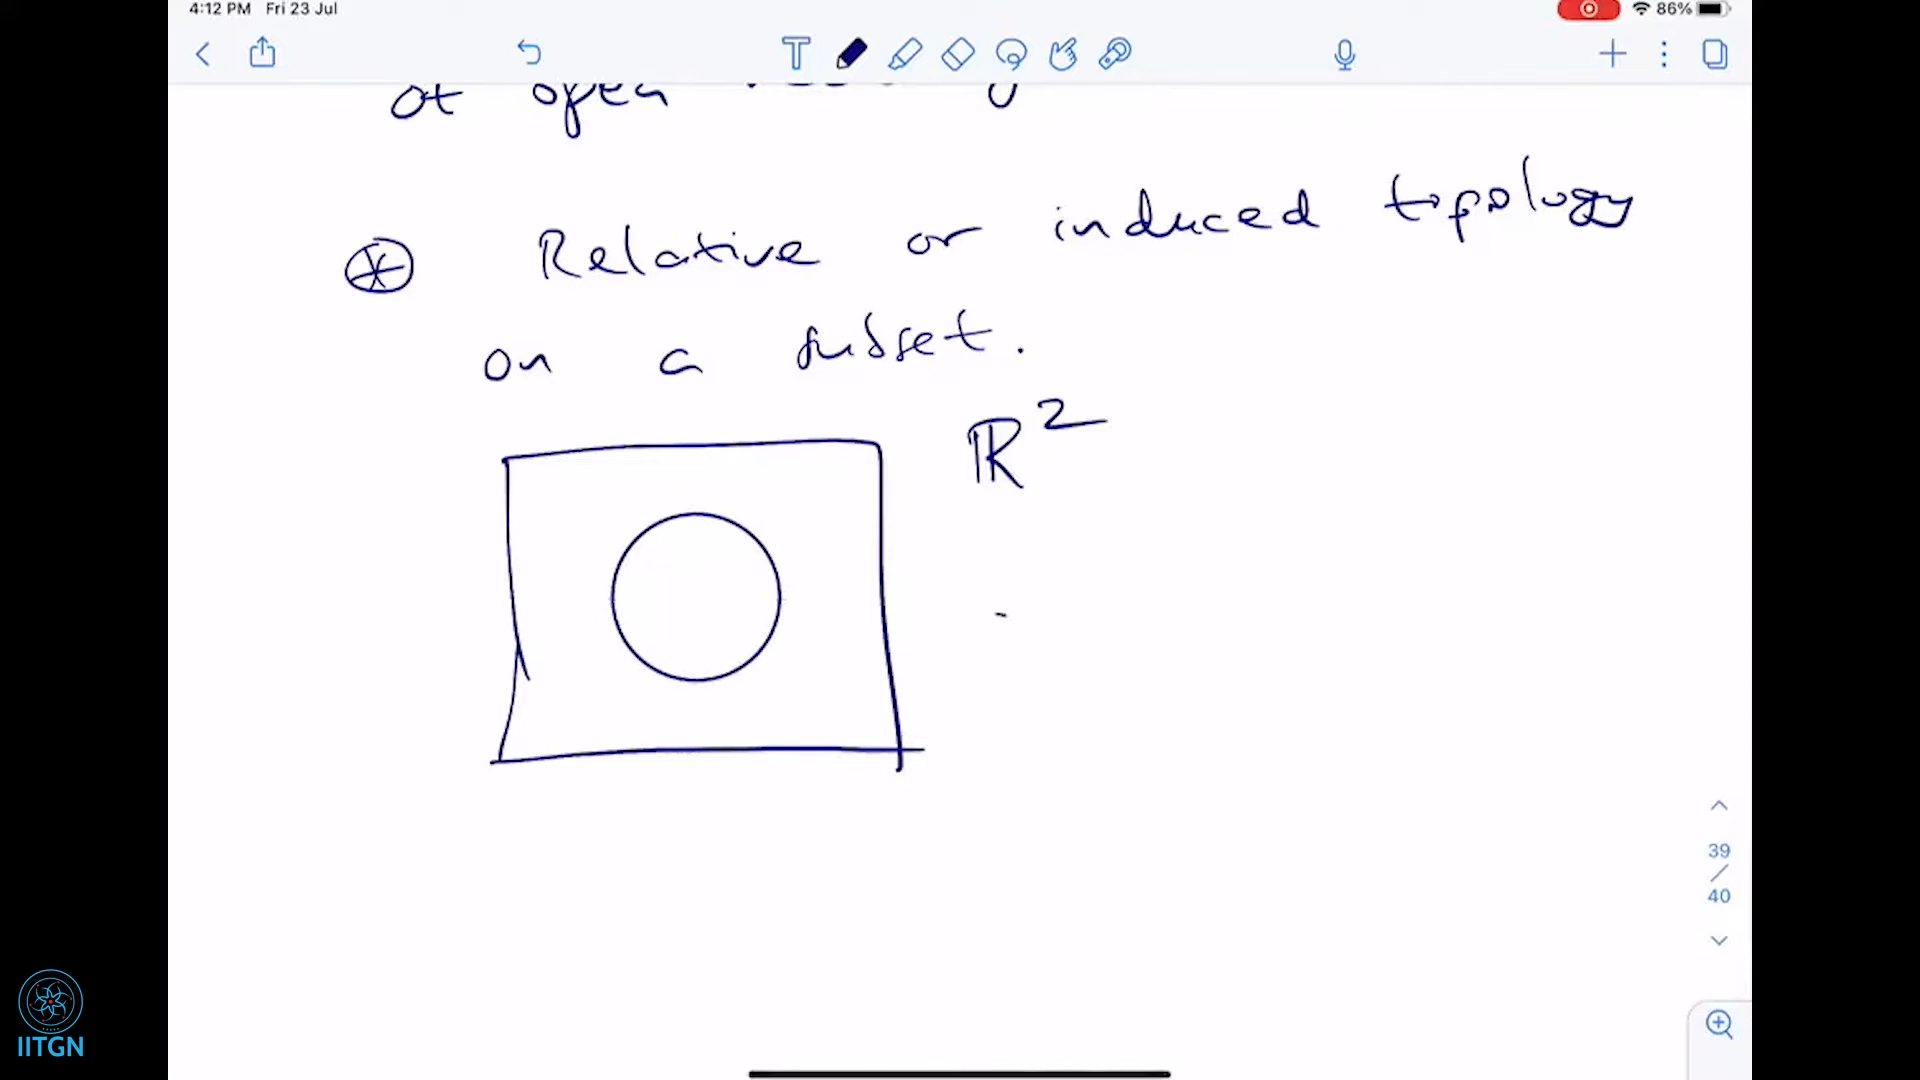 4:12 PM Fri 23 Jul
86%
of open
Relative or induced topology
on a subset.
ℝ²
39
/
40
IITGN